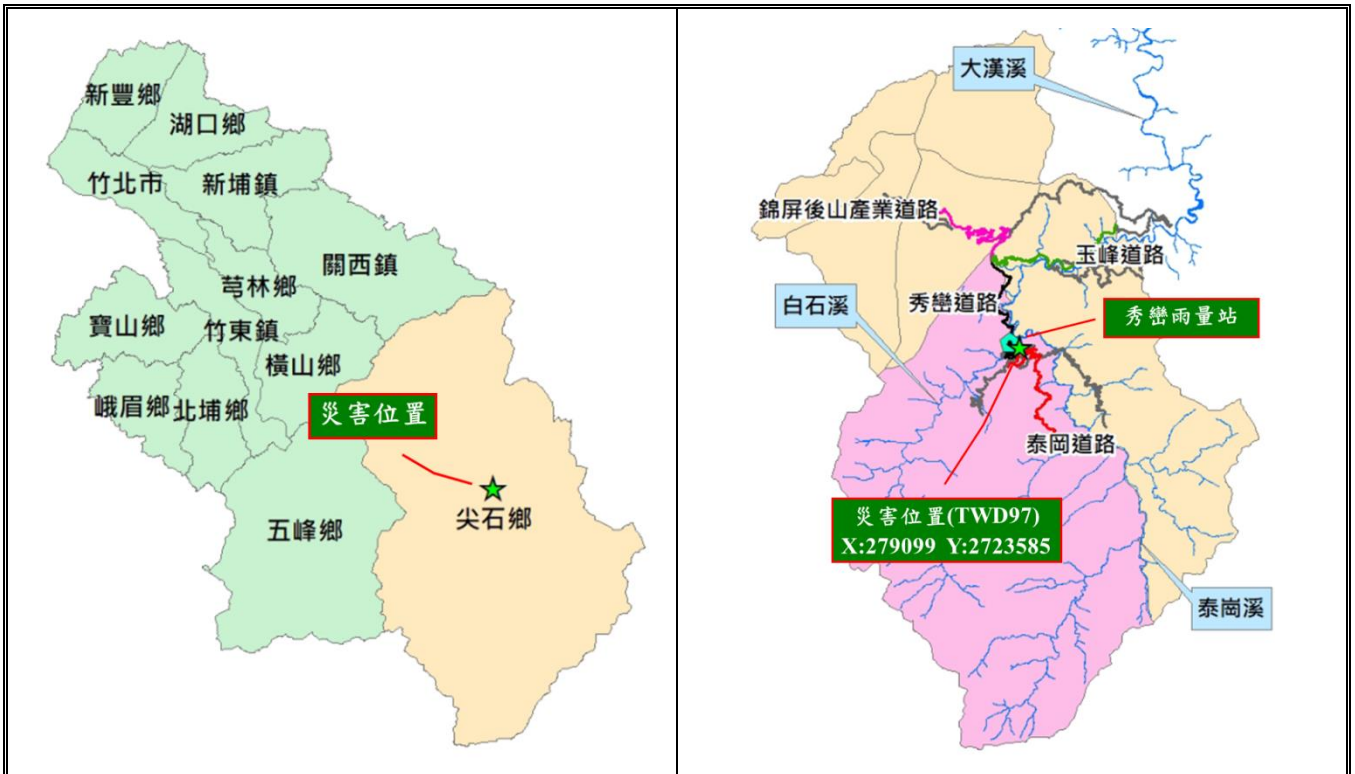 新豐鄉
湖口鄉
竹北市
新埔鎮
關西鎮
芎林鄉
寶山鄉
竹東鎮
橫山鄉
峨眉鄉
北埔鄉
災害位置
尖石鄉
五峰鄉
大漢溪
錦屏後山產業道路
玉峰道路
秀巒道路
白石溪
秀巒雨量站
泰岡道路
災害位置(TWD97)
X:279099 Y:2723585
泰崗溪